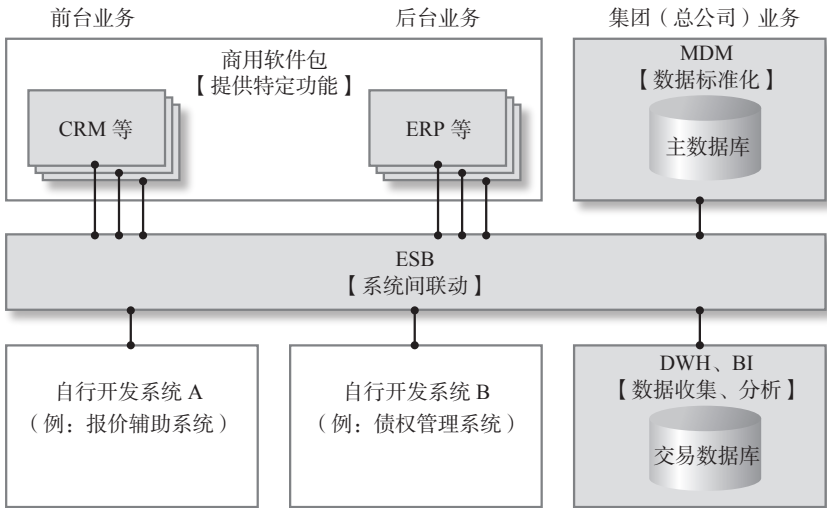 前台业务
后台业务
集团（总公司）业务
商用软件包
【提供特定功能】
CRM 等
ERP 等
MDM
【数据标准化】
主数据库
ESB
【系统间联动】
自行开发系统 A
（例：报价辅助系统）
自行开发系统 B
（例：债权管理系统）
DWH、BI
【数据收集、分析】
交易数据库